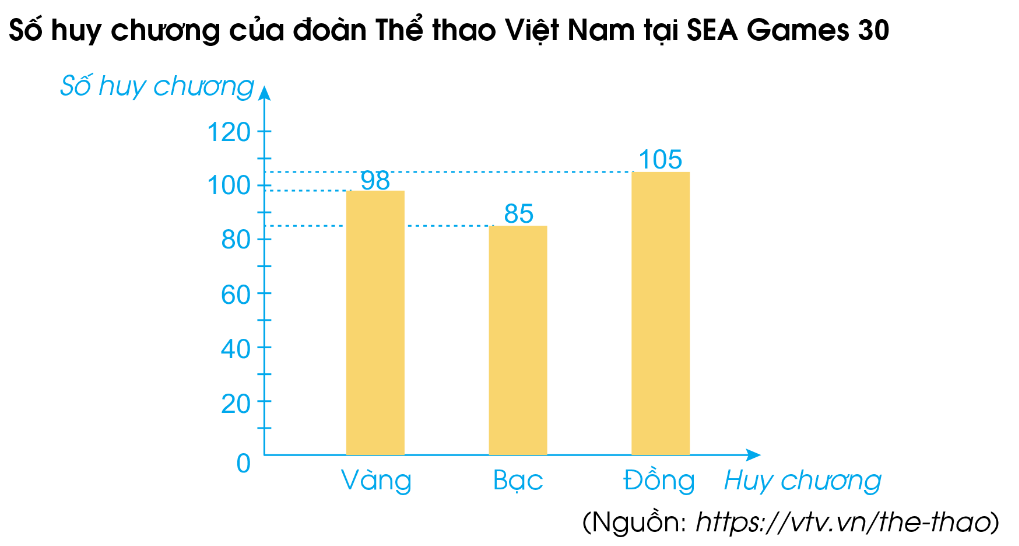 Số huy chương của đoàn Thể thao Việt Nam tại SEA Games 30
Số huy chương
120
100
80
60
40
20
0
98
85
105
Vàng Bạc Đồng Huy chương
(Nguồn: https://vtv.vn/the-thao)